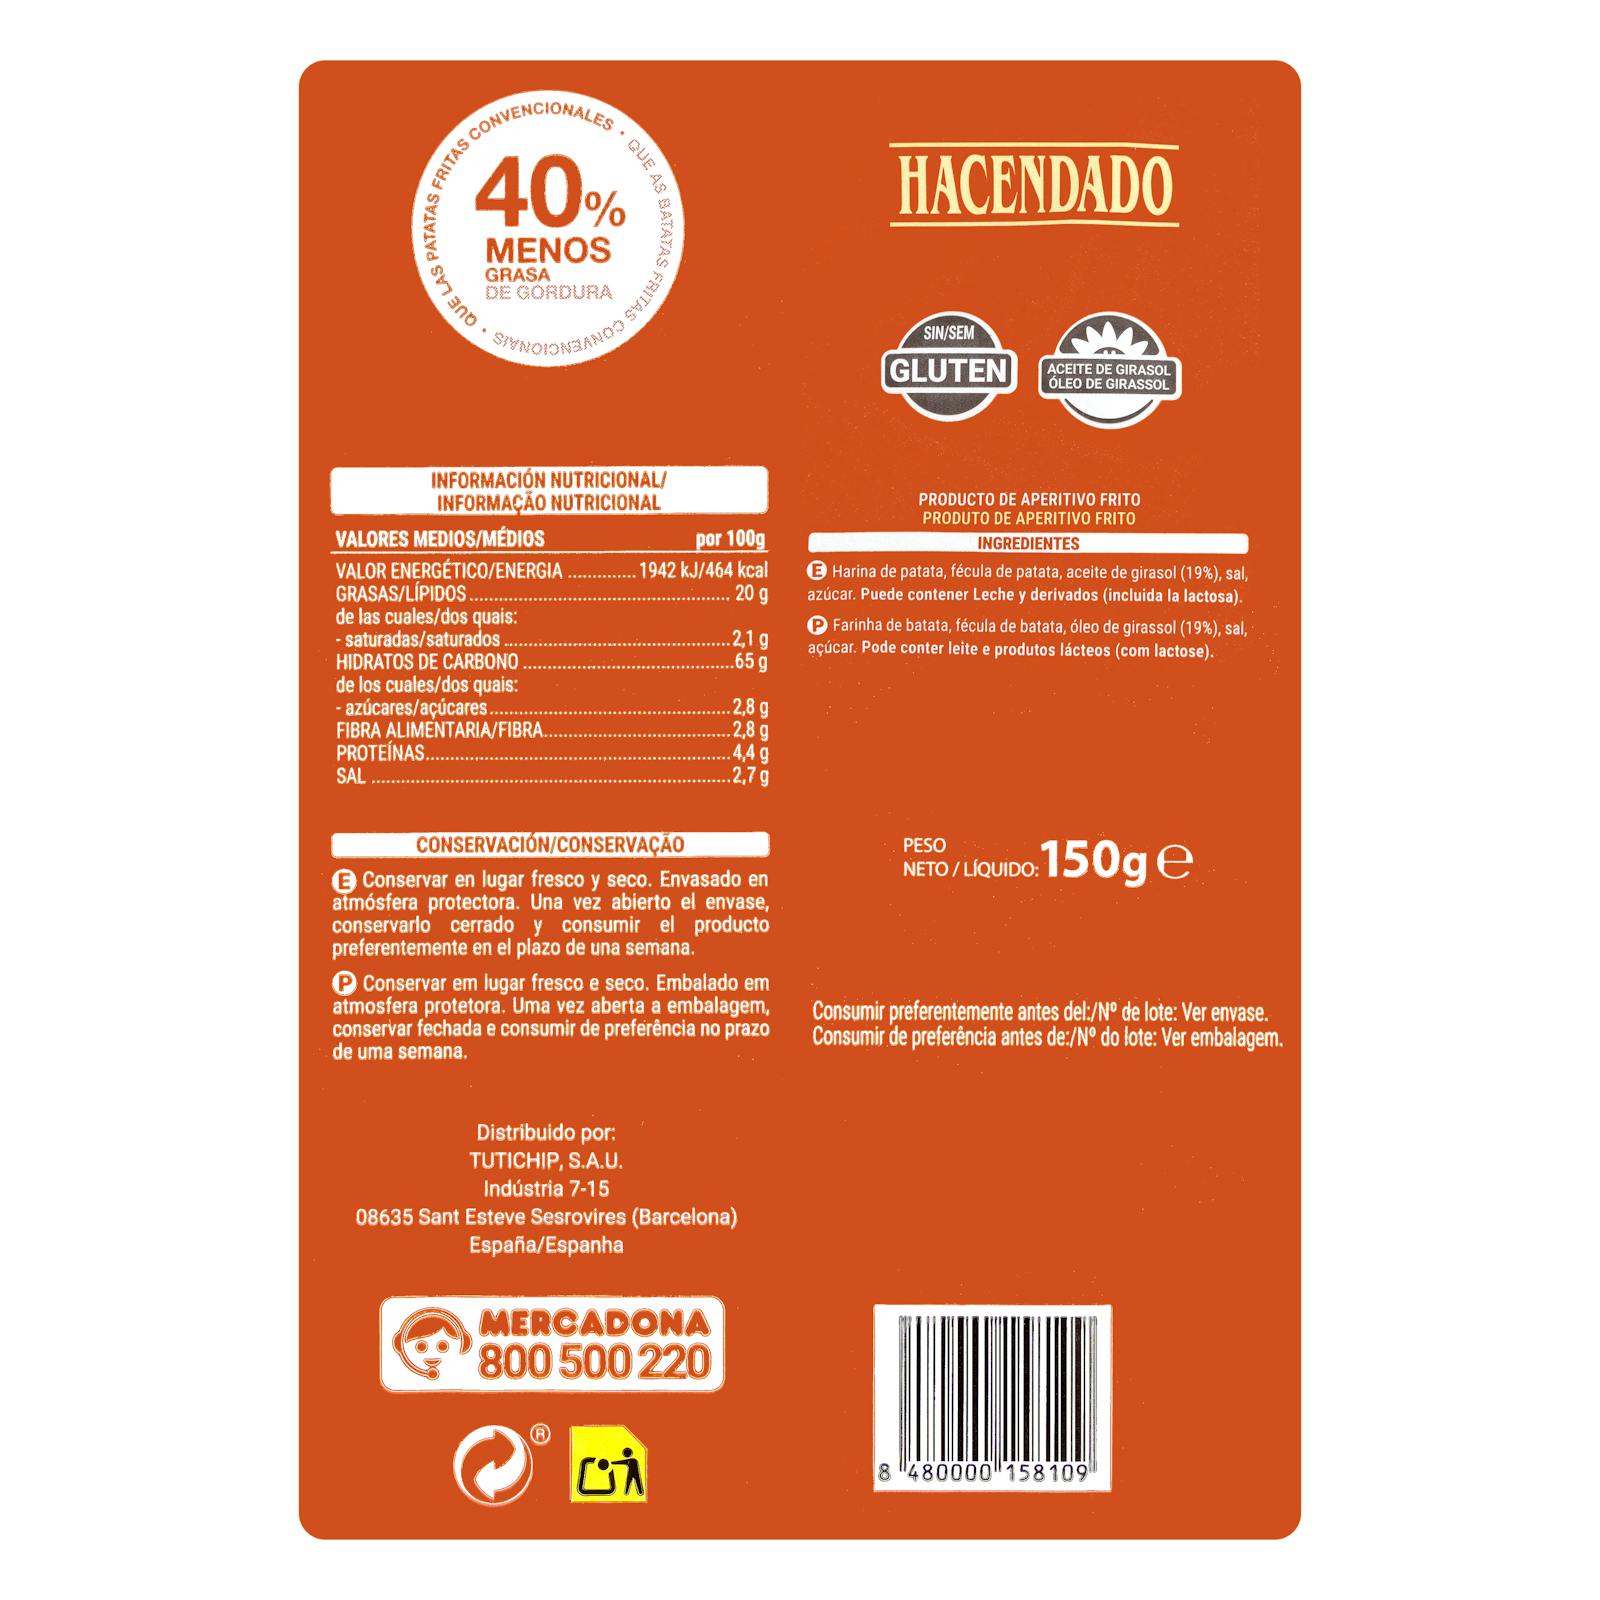 QUE LAS PATATAS FRITAS CONVENCIONALES • QUE AS BATATAS FRITAS CONVENCIONAIS •
40%
MENOS
GRASA
DE GORDURA
HACENDADO
SIN/SEM
GLUTEN
ACEITE DE GIRASOL
ÓLEO DE GIRASSOL
INFORMACIÓN NUTRICIONAL/
INFORMAÇÃO NUTRICIONAL
VALORES MEDIOS/MÉDIOS por 100g
VALOR ENERGÉTICO/ENERGIA ............. 1942 kJ/464 kcal
GRASAS/LÍPIDOS ............. 20 g
de las cuales/dos quais:
- saturadas/saturados ............. 2,1 g
HIDRATOS DE CARBONO ............. 65 g
de los cuales/dos quais:
- azúcares/açúcares ............. 2,8 g
FIBRA ALIMENTARIA/FIBRA ............. 2,8 g
PROTEÍNAS ............. 4,4 g
SAL ............. 2,7 g
PRODUCTO DE APERITIVO FRITO
PRODUTO DE APERITIVO FRITO
INGREDIENTES
E Harina de patata, fécula de patata, aceite de girasol (19%), sal,
azúcar. Puede contener Leche y derivados (incluida la lactosa).
P Farinha de batata, fécula de batata, óleo de girassol (19%), sal,
açúcar. Pode conter leite e produtos lácteos (com lactose).
CONSERVACIÓN/CONSERVAÇÃO
E Conservar en lugar fresco y seco. Envasado en
atmósfera protectora. Una vez abierto el envase,
conservarlo cerrado y consumir el producto
preferentemente en el plazo de una semana.
P Conservar em lugar fresco e seco. Embalado em
atmosfera protetora. Uma vez aberta a embalagem,
conservar fechada e consumir de preferência no prazo
de uma semana.
PESO
NETO / LÍQUIDO: 150g e
Consumir preferentemente antes del:/Nº de lote: Ver envase.
Consumir de preferência antes de:/Nº do lote: Ver embalagem.
Distribuido por:
TUTICHIP, S.A.U.
Indústria 7-15
08635 Sant Esteve Sesrovires (Barcelona)
España/Espanha
MERCADONA
800 500 220
®
8 480000 158109